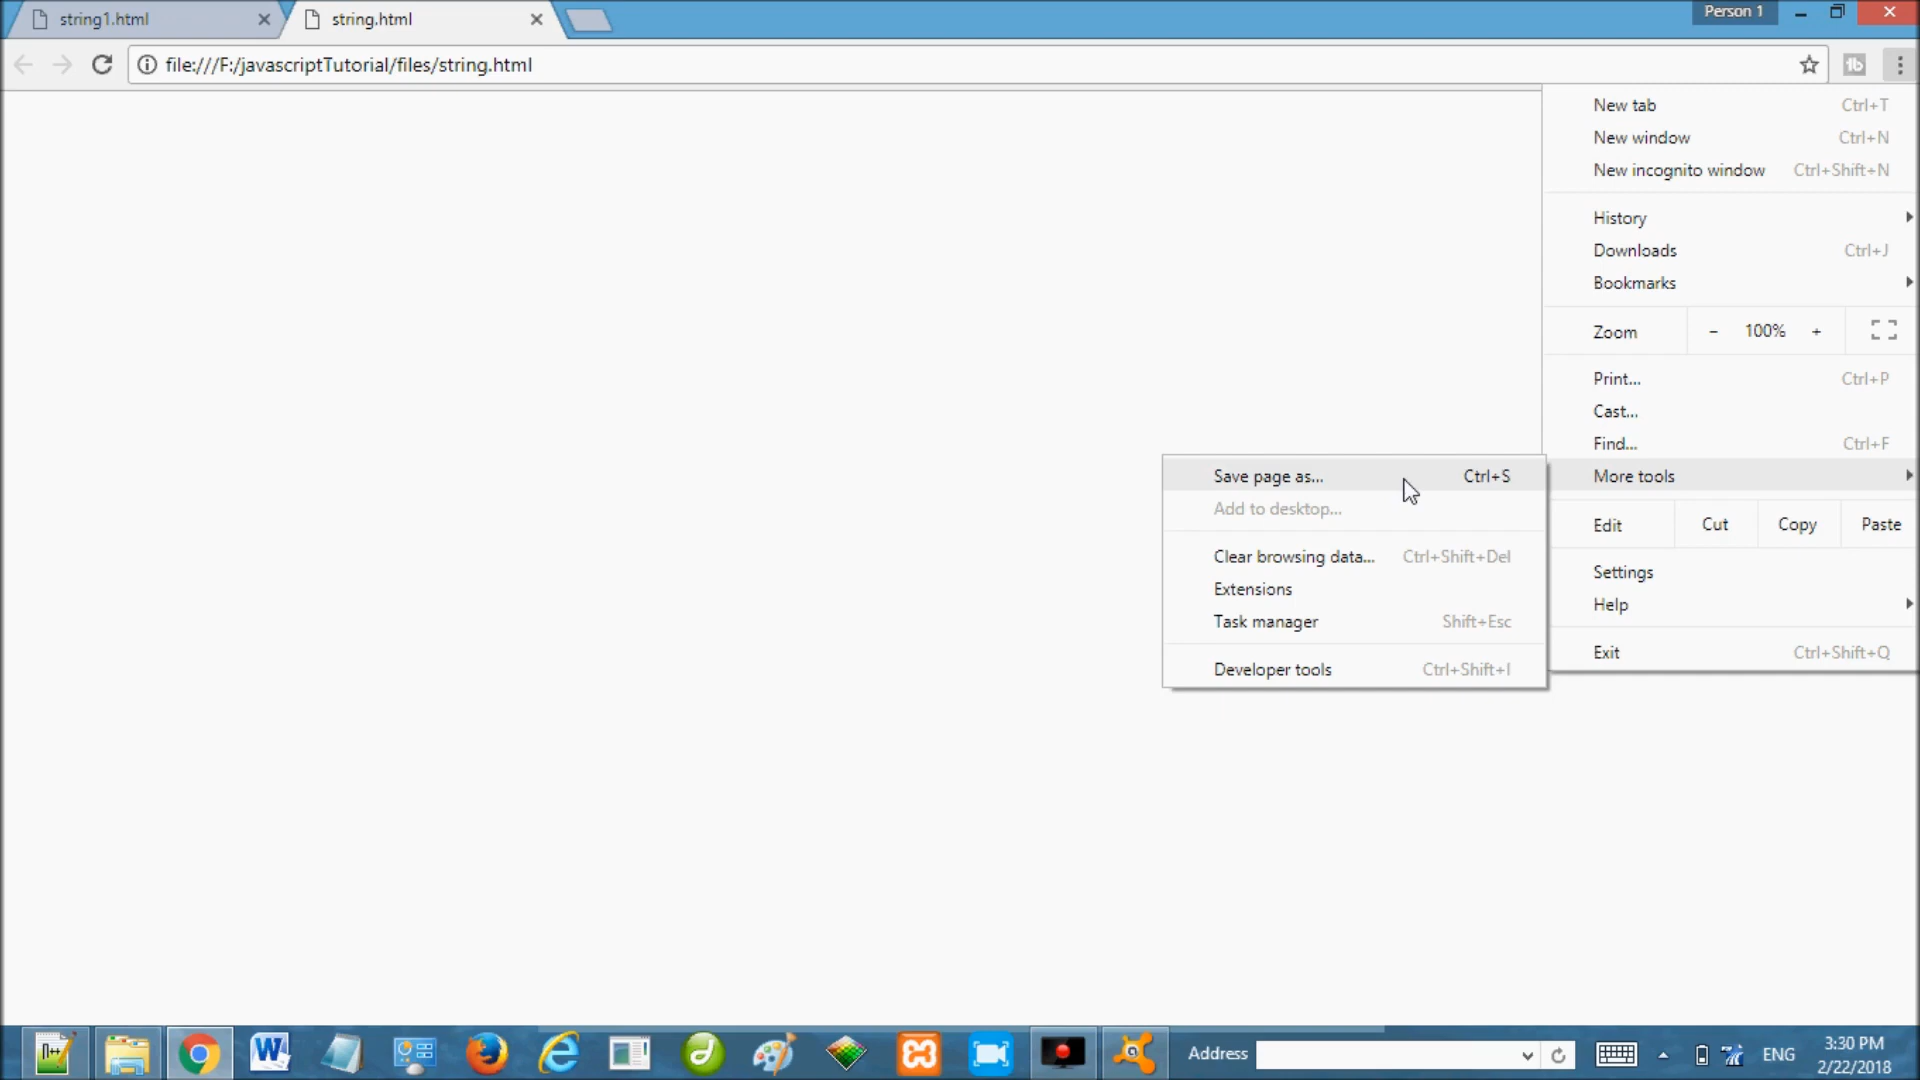 string1.html
string.html
Person 1
file:///F:/javascriptTutorial/files/string.html
New tab Ctrl+T
New window Ctrl+N
New incognito window Ctrl+Shift+N
History
Downloads Ctrl+J
Bookmarks
Zoom - 100% +
Print... Ctrl+P
Cast...
Find... Ctrl+F
More tools
Edit Cut Copy Paste
Settings
Help
Exit Ctrl+Shift+Q
Save page as... Ctrl+S
Add to desktop...
Clear browsing data... Ctrl+Shift+Del
Extensions
Task manager Shift+Esc
Developer tools Ctrl+Shift+I
Address
ENG
3:30 PM
2/22/2018